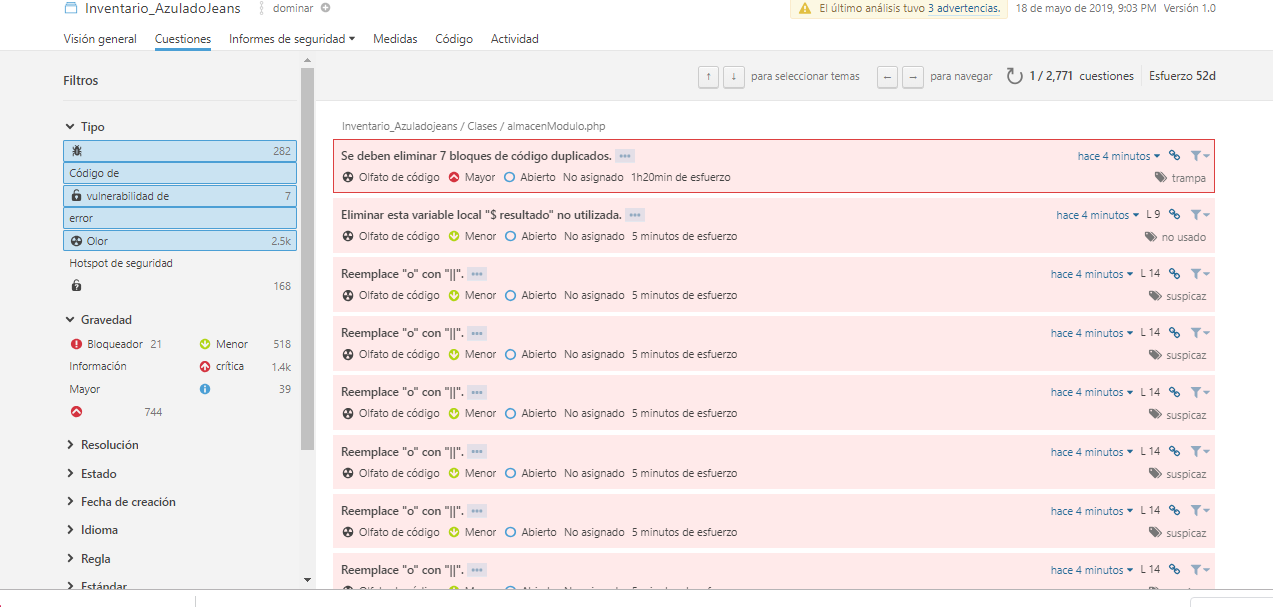 Inventario_AzuladoJeans dominar
El último análisis tuvo 3 advertencias. 18 de mayo de 2019, 9:03 PM Versión 1.0
Visión general Cuestiones Informes de seguridad Medidas Código Actividad
Filtros
↑ ↓ para seleccionar temas ← → para navegar 1 / 2,771 cuestiones Esfuerzo 52d
Tipo
282
Código de
vulnerabilidad de 7
error
Olor 2.5k
Hotspot de seguridad
168
Gravedad
Bloqueador 21 Menor 518
Información crítica 1.4k
Mayor 39
744
Resolución
Estado
Fecha de creación
Idioma
Regla
Estándar
Inventario_Azuladojeans / Clases / almacenModulo.php
Se deben eliminar 7 bloques de código duplicados. ••• hace 4 minutos
Olfato de código Mayor Abierto No asignado 1h20min de esfuerzo trampa
Eliminar esta variable local "$ resultado" no utilizada. ••• hace 4 minutos L 9
Olfato de código Menor Abierto No asignado 5 minutos de esfuerzo no usado
Reemplace "o" con "||". ••• hace 4 minutos L 14
Olfato de código Menor Abierto No asignado 5 minutos de esfuerzo suspicaz
Reemplace "o" con "||". ••• hace 4 minutos L 14
Olfato de código Menor Abierto No asignado 5 minutos de esfuerzo suspicaz
Reemplace "o" con "||". ••• hace 4 minutos L 14
Olfato de código Menor Abierto No asignado 5 minutos de esfuerzo suspicaz
Reemplace "o" con "||". ••• hace 4 minutos L 14
Olfato de código Menor Abierto No asignado 5 minutos de esfuerzo suspicaz
Reemplace "o" con "||". ••• hace 4 minutos L 14
Olfato de código Menor Abierto No asignado 5 minutos de esfuerzo suspicaz
Reemplace "o" con "||". ••• hace 4 minutos L 14